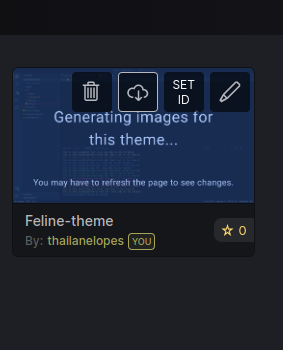 SET
ID
Generating images for
this theme...
You may have to refresh the page to see changes.
Feline-theme
By: thailanelopes YOU
0